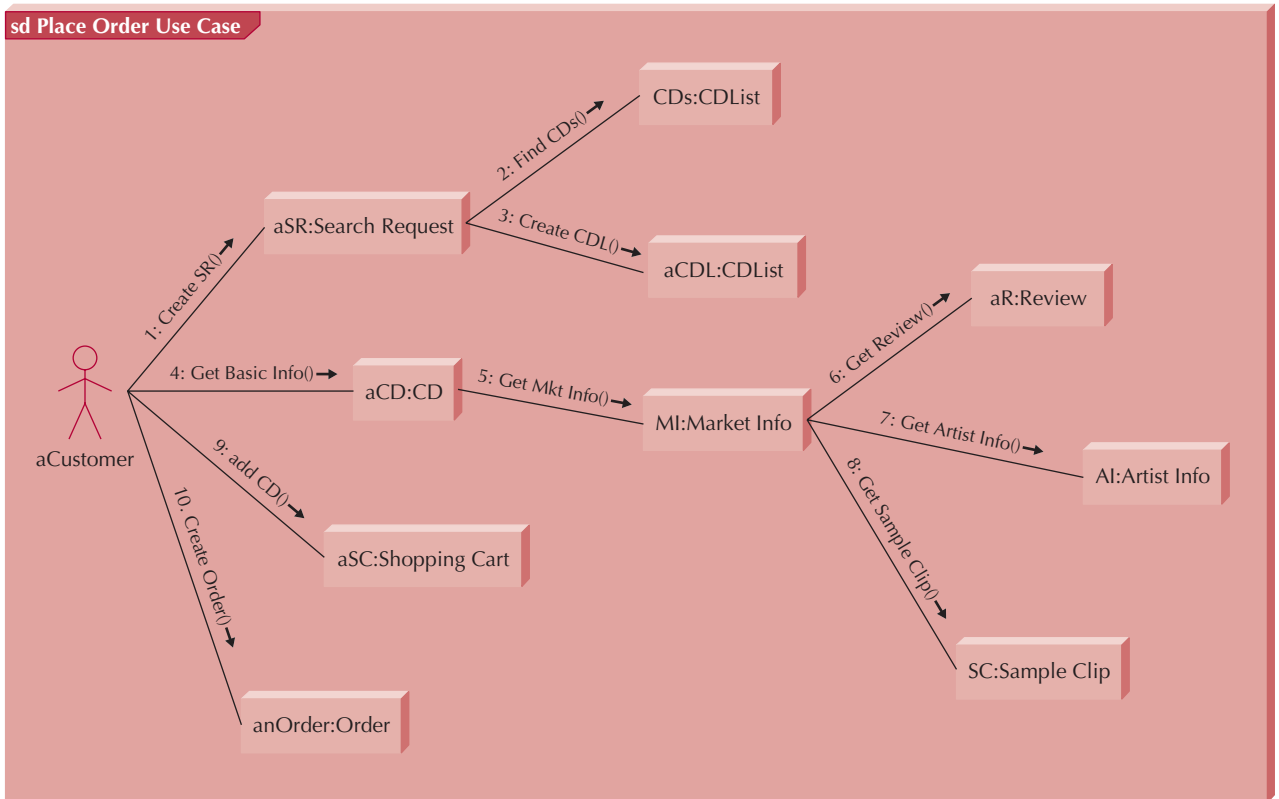 sd Place Order Use Case
CDs:CDList
2: Find CDs()
aSR:Search Request
3: Create CDL()
aCDL:CDList
1: Create SR()
aR:Review
6: Get Review()
4: Get Basic Info()
aCD:CD
5: Get Mkt Info()
MI:Market Info
7: Get Artist Info()
AI:Artist Info
aCustomer
9: add CD()
8: Get Sample Clip()
10. Create Order()
aSC:Shopping Cart
SC:Sample Clip
anOrder:Order